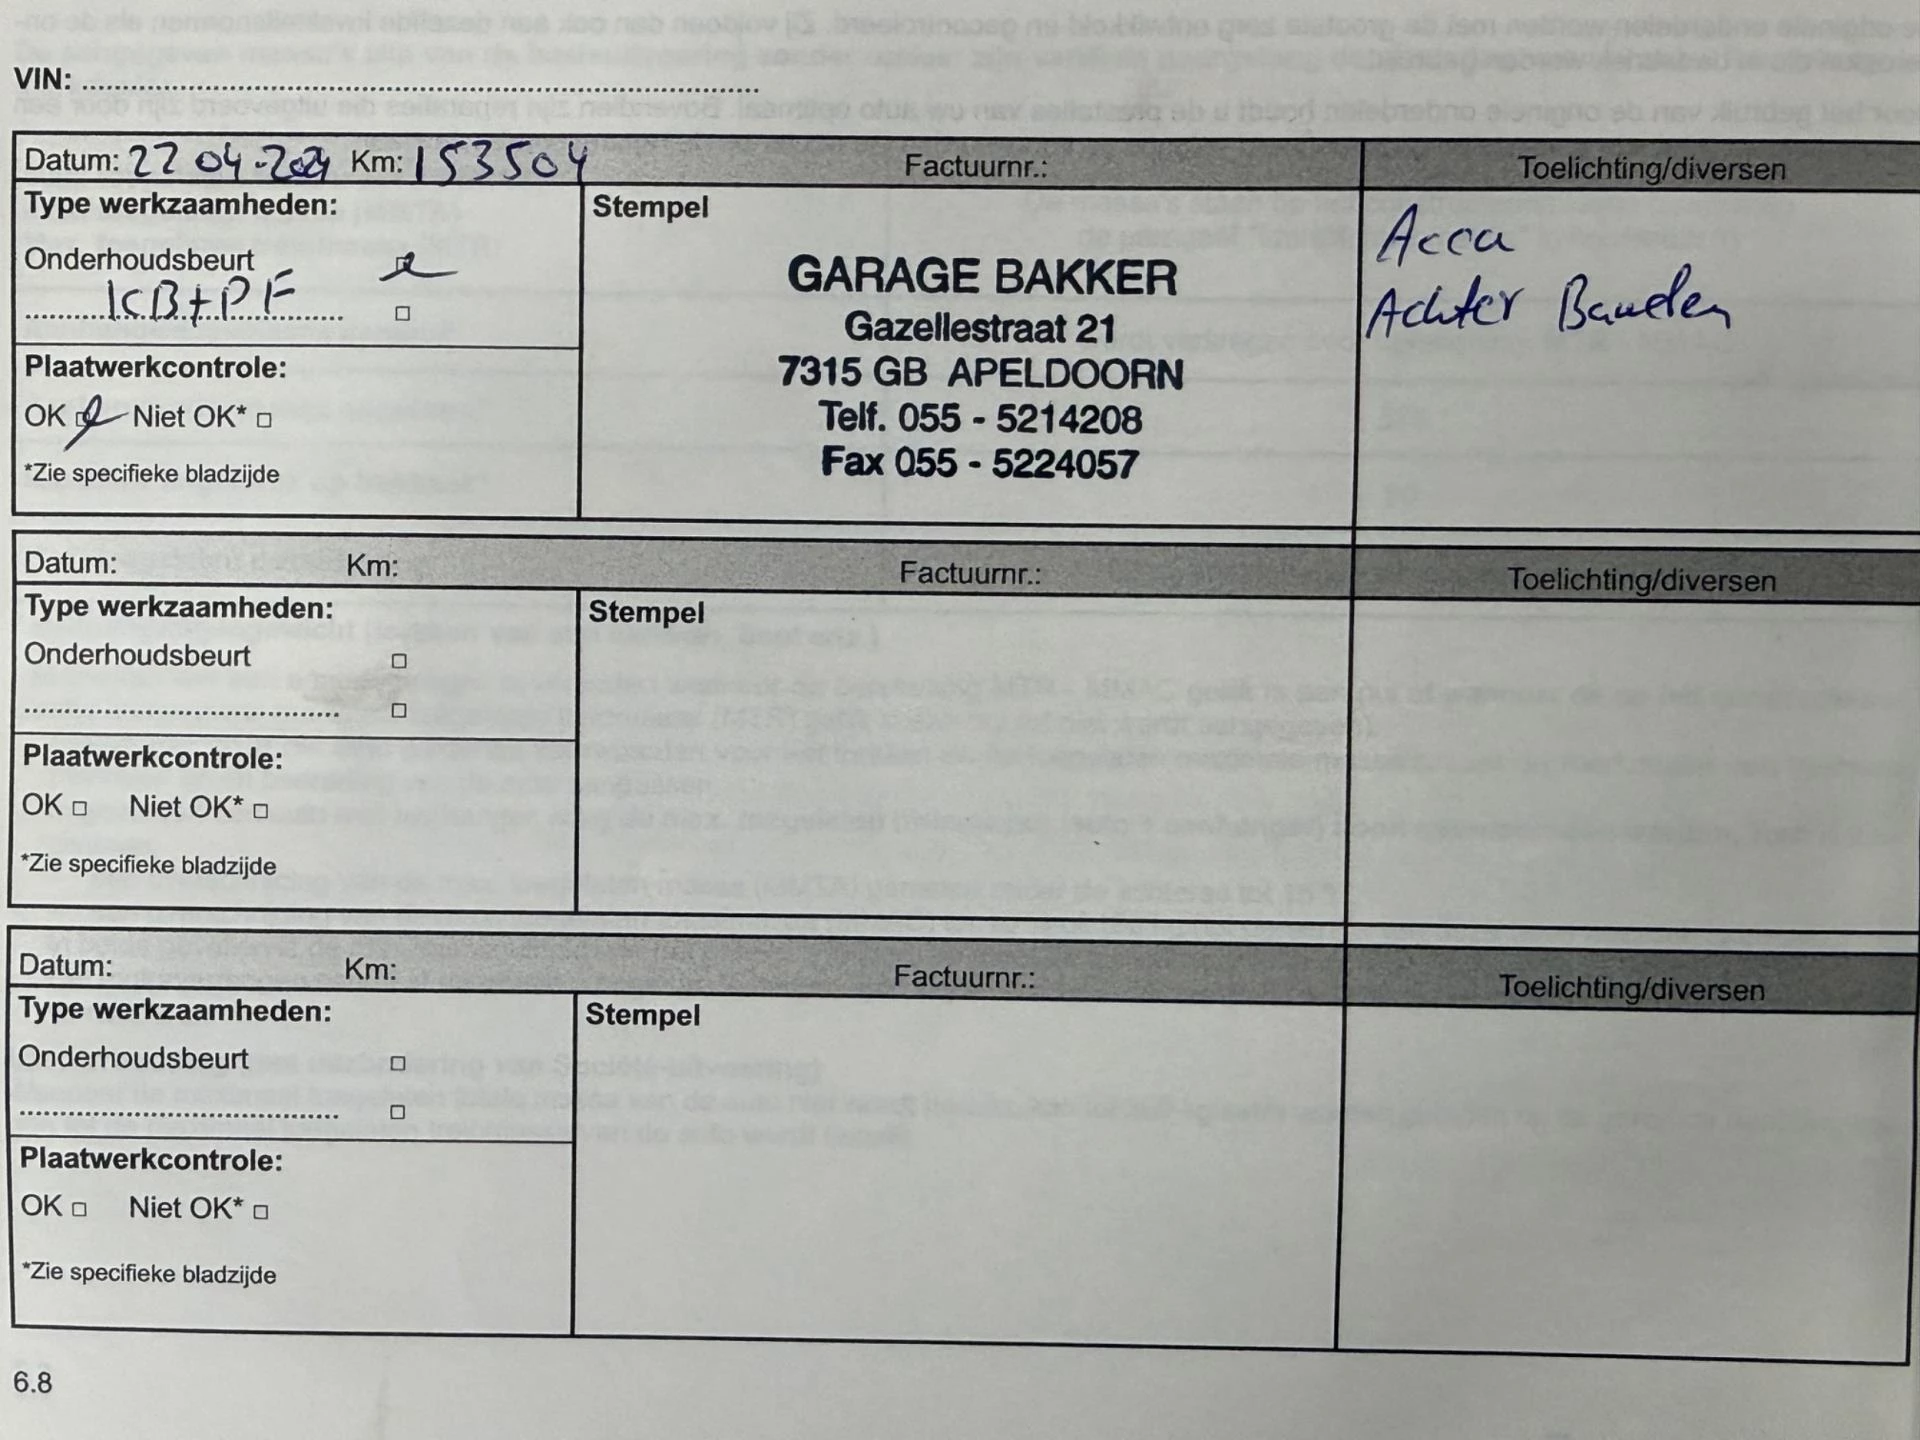 VIN: ........................................................................
Datum: 22 04-2024 Km: 153504 Factuurnr.: Toelichting/diversen
Type werkzaamheden: Stempel
Onderhoudsbeurt
KB+PF
Plaatwerkcontrole:
OK Niet OK*
*Zie specifieke bladzijde
GARAGE BAKKER
Gazellestraat 21
7315 GB APELDOORN
Telf. 055 - 5214208
Fax 055 - 5224057
Accu
Achter Banden
Datum: Km: Factuurnr.: Toelichting/diversen
Type werkzaamheden: Stempel
Onderhoudsbeurt
........................................
Plaatwerkcontrole:
OK Niet OK*
*Zie specifieke bladzijde
Datum: Km: Factuurnr.: Toelichting/diversen
Type werkzaamheden: Stempel
Onderhoudsbeurt
........................................
Plaatwerkcontrole:
OK Niet OK*
*Zie specifieke bladzijde
6.8